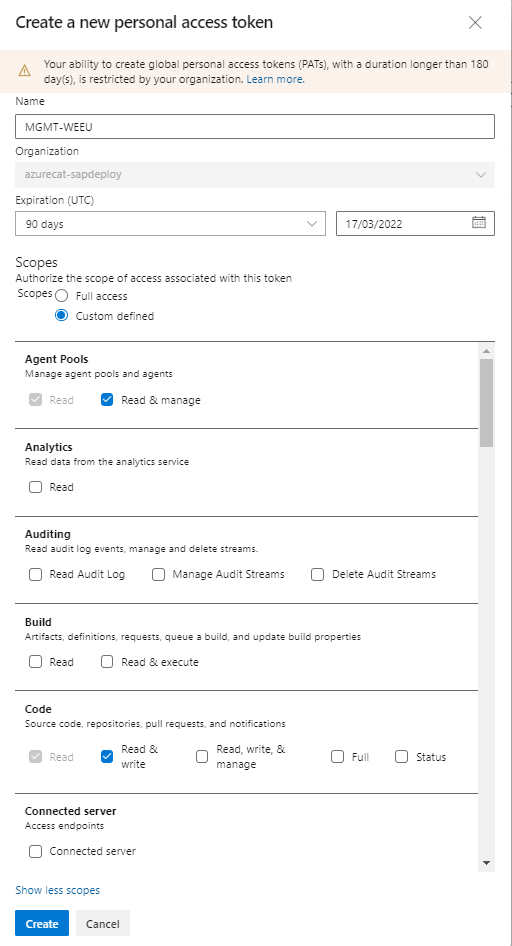 Create a new personal access token
Your ability to create global personal access tokens (PATs), with a duration longer than 180
day(s), is restricted by your organization. Learn more.
Name
MGMT-WEEU
Organization
azurecat-sapdeploy
Expiration (UTC)
90 days
17/03/2022
Scopes
Authorize the scope of access associated with this token
Scopes
Full access
Custom defined
Agent Pools
Manage agent pools and agents
Read
Read & manage
Analytics
Read data from the analytics service
Read
Auditing
Read audit log events, manage and delete streams.
Read Audit Log
Manage Audit Streams
Delete Audit Streams
Build
Artifacts, definitions, requests, queue a build, and update build properties
Read
Read & execute
Code
Source code, repositories, pull requests, and notifications
Read
Read &
write
Read, write, &
manage
Full
Status
Connected server
Access endpoints
Connected server
Show less scopes
Create
Cancel